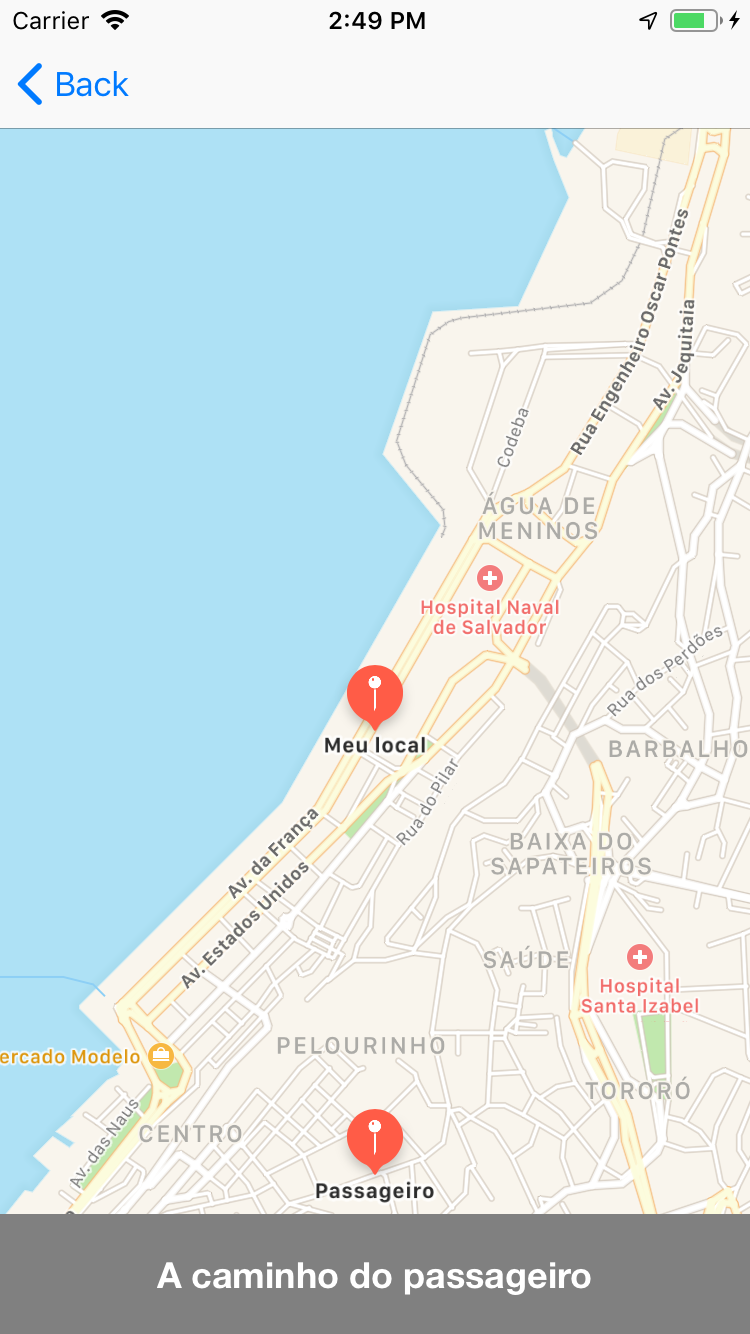 Carrier 2:49 PM
Back
Rua Engenheiro Oscar Pontes
Av. Jequitaia
Codeba
ÁGUA DE
MENINOS
Hospital Naval
de Salvador
Rua dos Perdões
Meu local
BARBALHO
Rua do Pilar
Av. da França
BAIXA DO
SAPATEIROS
Av. Estados Unidos
SAÚDE
Hospital
Santa Izabel
PELOURINHO
ercado Modelo
TORORÓ
Av. das Naus
CENTRO
Passageiro
A caminho do passageiro